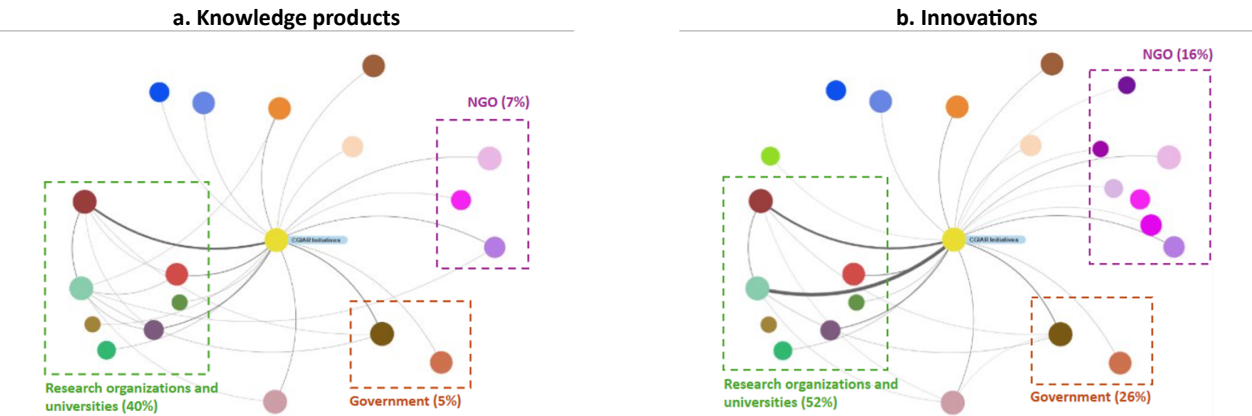 a. Knowledge products
NGO (7%)
CGIAR Initiatives
Research organizations and
universities (40%)
Government (5%)
b. Innovations
NGO (16%)
CGIAR Initiatives
Research organizations and
universities (52%)
Government (26%)